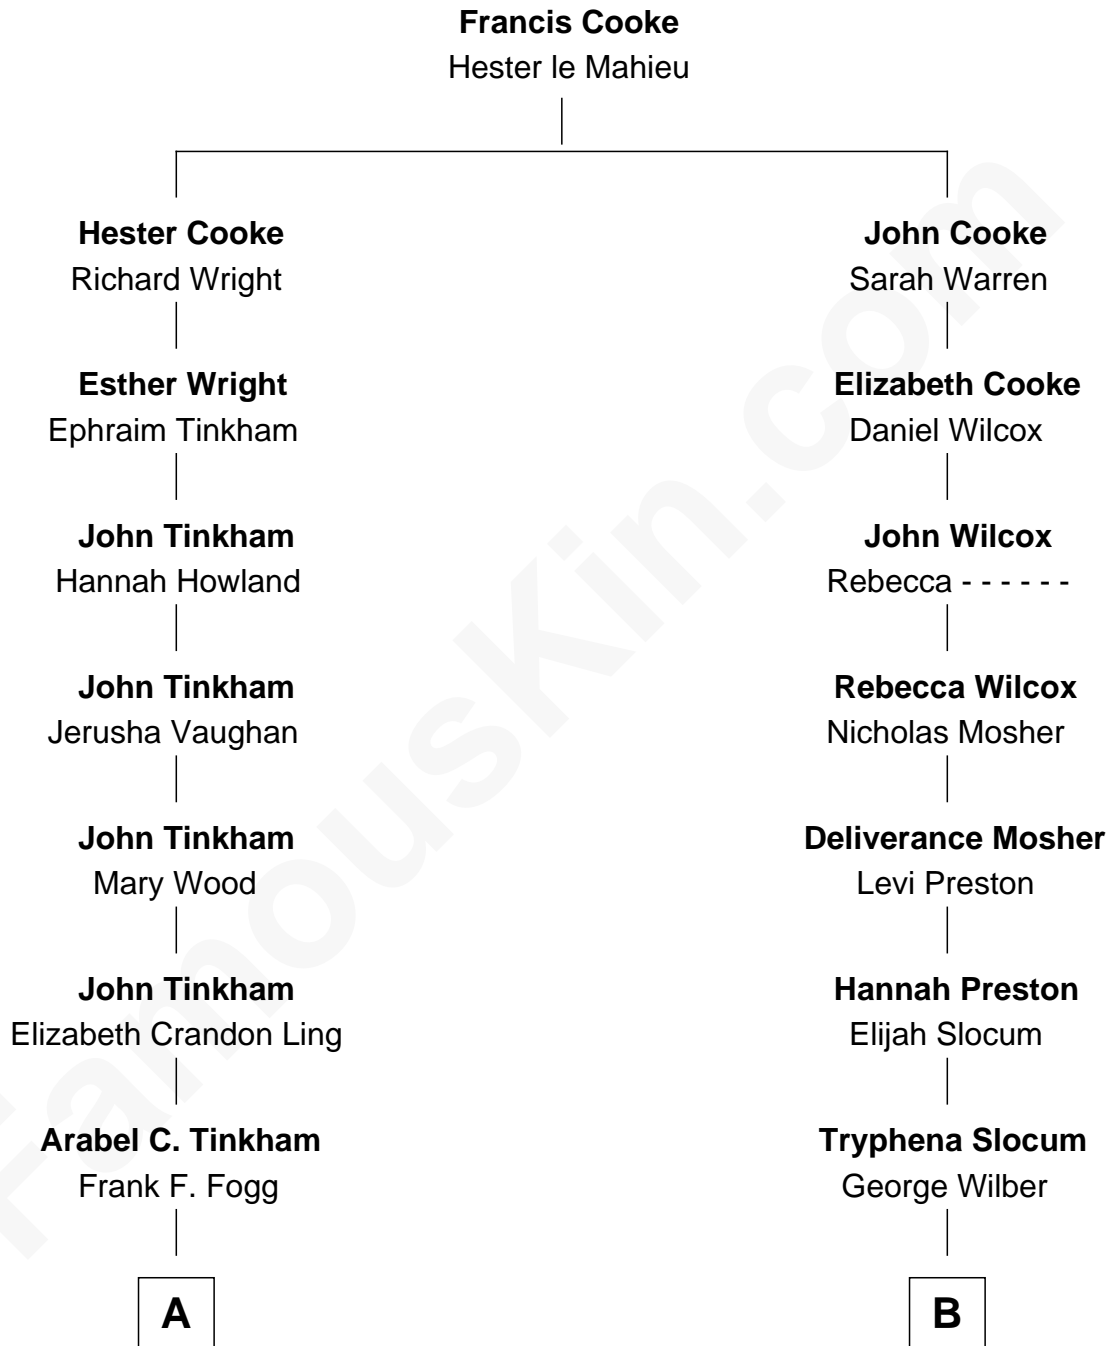 Francis Cooke
Hester le Mahieu
Hester Cooke
Richard Wright
John Cooke
Sarah Warren
Esther Wright
Ephraim Tinkham
Elizabeth Cooke
Daniel Wilcox
John Tinkham
Hannah Howland
John Wilcox
Rebecca - - - - - -
John Tinkham
Jerusha Vaughan
Rebecca Wilcox
Nicholas Mosher
John Tinkham
Mary Wood
Deliverance Mosher
Levi Preston
John Tinkham
Elizabeth Crandon Ling
Hannah Preston
Elijah Slocum
Arabel C. Tinkham
Frank F. Fogg
Tryphena Slocum
George Wilber
A
B
FamousKin.com